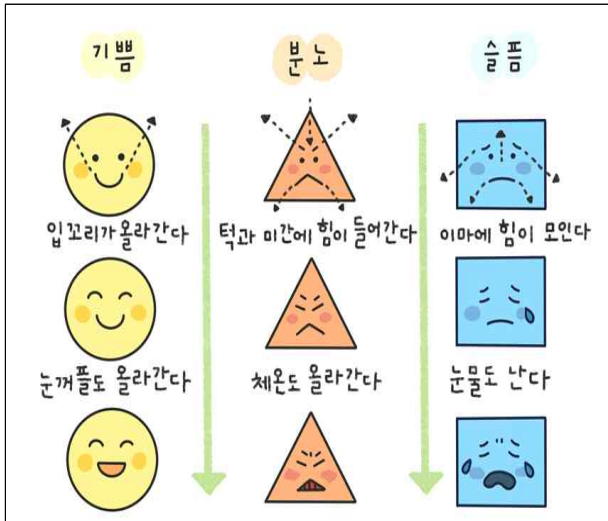 기쁨 분노 슬픔
입꼬리가 올라간다 턱과 미간에 힘이 들어간다 이마에 힘이 모인다
눈꺼플도 올라간다 체온도 올라간다 눈물도 난다